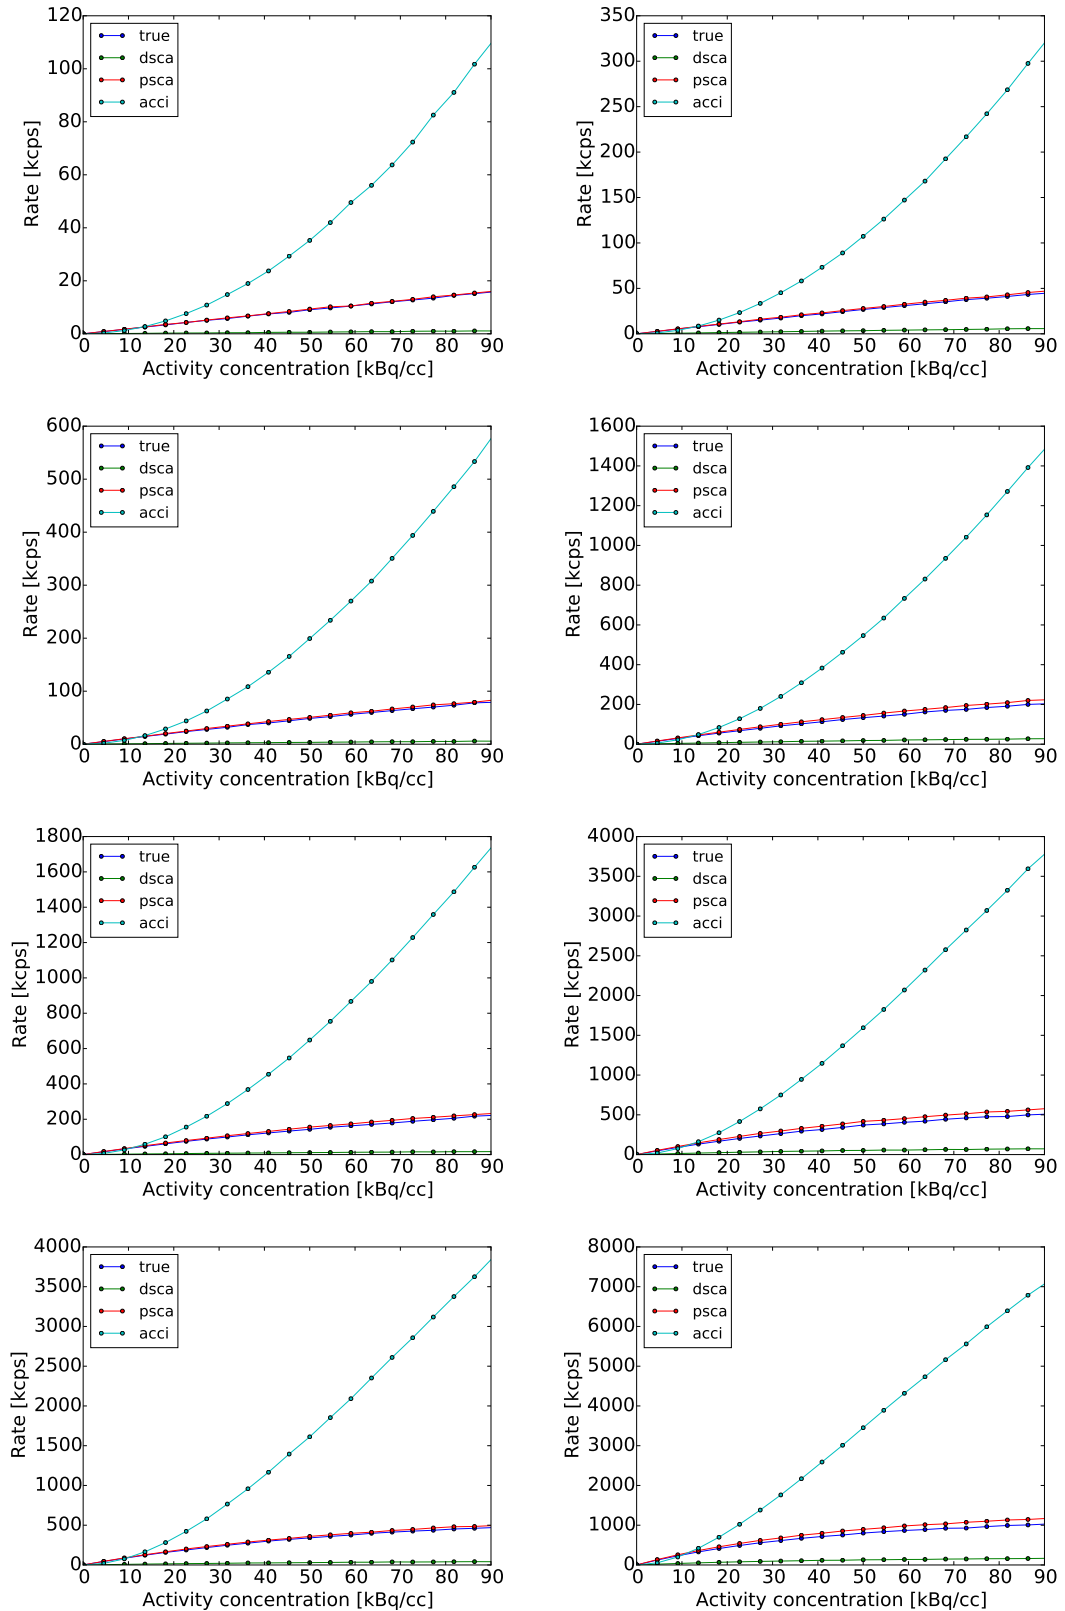 120
100
80
60
40
20
0
Rate [kcps]
true
dsca
psca
acci
0 10 20 30 40 50 60 70 80 90
Activity concentration [kBq/cc]
350
300
250
200
150
100
50
0
Rate [kcps]
true
dsca
psca
acci
0 10 20 30 40 50 60 70 80 90
Activity concentration [kBq/cc]
600
500
400
300
200
100
0
Rate [kcps]
true
dsca
psca
acci
0 10 20 30 40 50 60 70 80 90
Activity concentration [kBq/cc]
1600
1400
1200
1000
800
600
400
200
0
Rate [kcps]
true
dsca
psca
acci
0 10 20 30 40 50 60 70 80 90
Activity concentration [kBq/cc]
1800
1600
1400
1200
1000
800
600
400
200
0
Rate [kcps]
true
dsca
psca
acci
0 10 20 30 40 50 60 70 80 90
Activity concentration [kBq/cc]
4000
3500
3000
2500
2000
1500
1000
500
0
Rate [kcps]
true
dsca
psca
acci
0 10 20 30 40 50 60 70 80 90
Activity concentration [kBq/cc]
4000
3500
3000
2500
2000
1500
1000
500
0
Rate [kcps]
true
dsca
psca
acci
0 10 20 30 40 50 60 70 80 90
Activity concentration [kBq/cc]
8000
7000
6000
5000
4000
3000
2000
1000
0
Rate [kcps]
true
dsca
psca
acci
0 10 20 30 40 50 60 70 80 90
Activity concentration [kBq/cc]